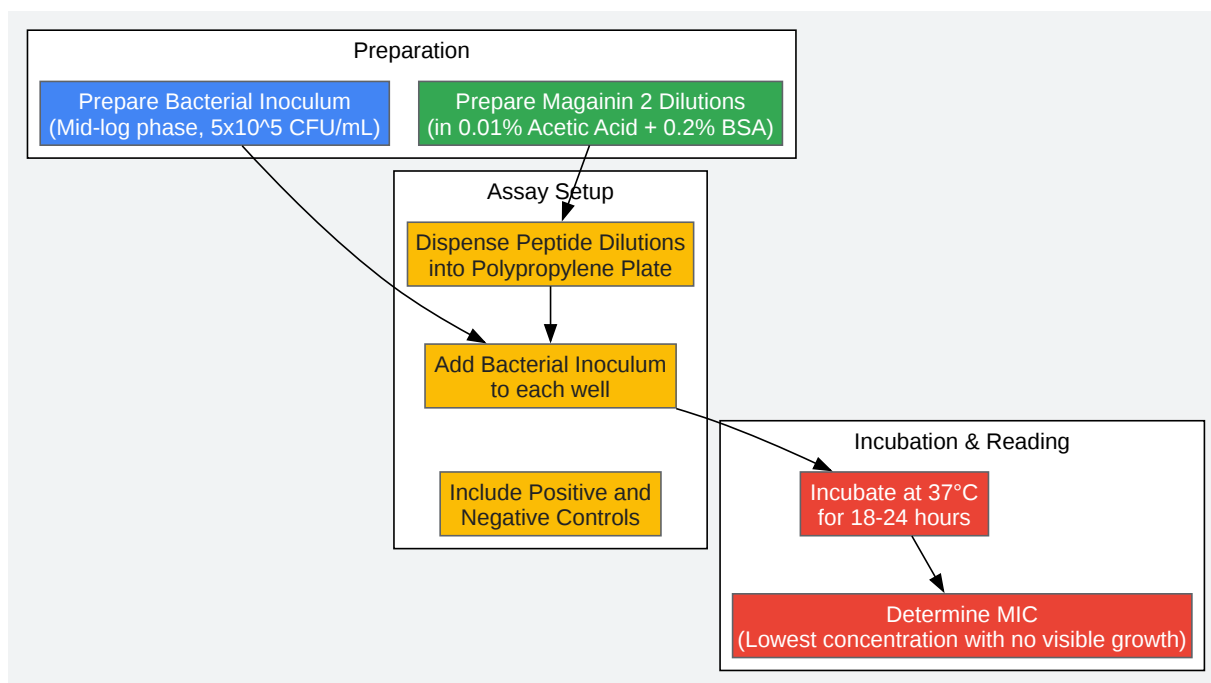 Preparation
Prepare Bacterial Inoculum
(Mid-log phase, 5x10^5 CFU/mL)
Prepare Magainin 2 Dilutions
(in 0.01% Acetic Acid + 0.2% BSA)
Assay Setup
Dispense Peptide Dilutions
into Polypropylene Plate
Add Bacterial Inoculum
to each well
Include Positive and
Negative Controls
Incubation & Reading
Incubate at 37°C
for 18-24 hours
Determine MIC
(Lowest concentration with no visible growth)